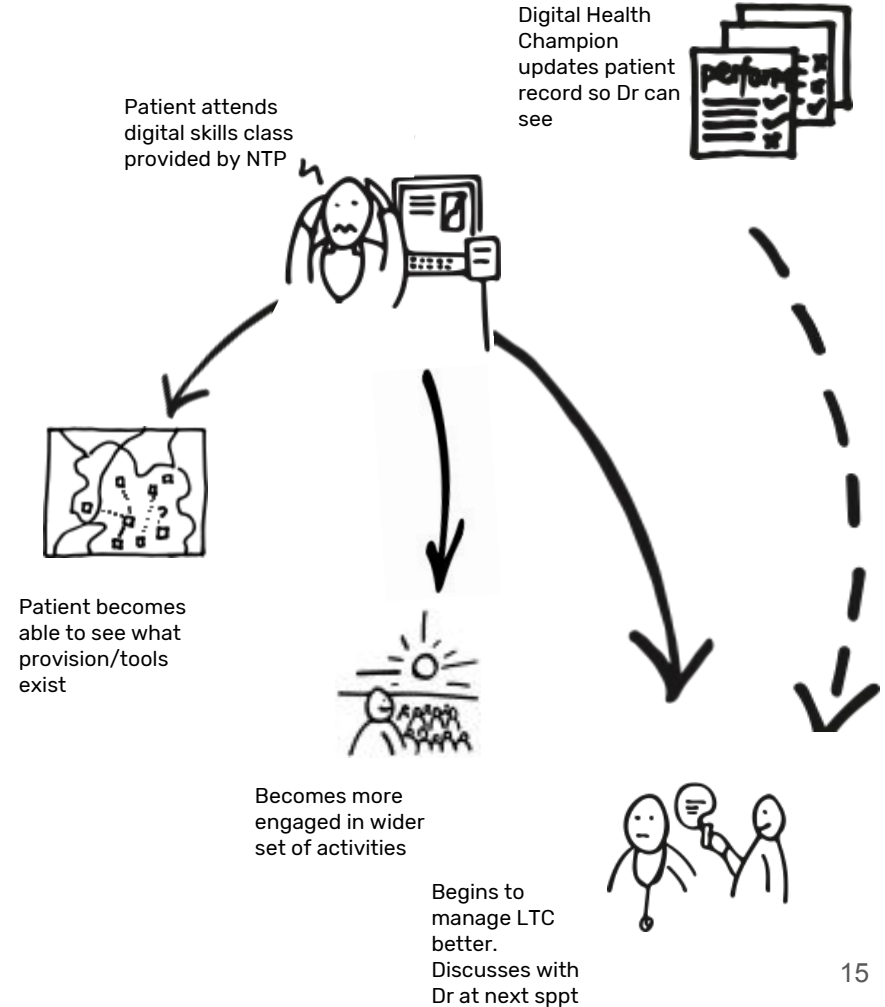 Digital Health
Champion
updates patient
record so Dr can
see
perform
Patient attends
digital skills class
provided by NTP
?
Patient becomes
able to see what
provision/tools
exist
Becomes more
engaged in wider
set of activities
Begins to
manage LTC
better.
Discusses with
Dr at next sppt
15